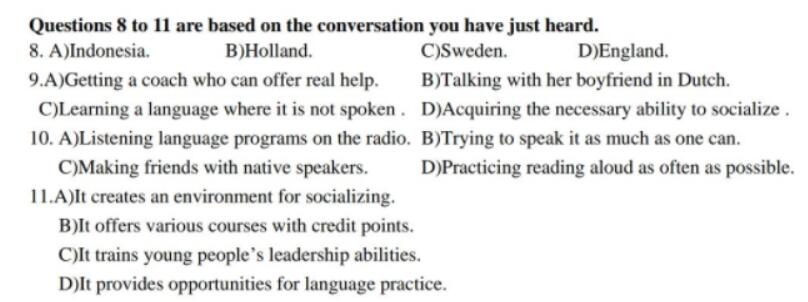 Questions 8 to 11 are based on the conversation you have just heard.
8. A)Indonesia. B)Holland. C)Sweden. D)England.
9.A)Getting a coach who can offer real help. B)Talking with her boyfriend in Dutch.
C)Learning a language where it is not spoken . D)Acquiring the necessary ability to socialize .
10. A)Listening language programs on the radio. B)Trying to speak it as much as one can.
C)Making friends with native speakers. D)Practicing reading aloud as often as possible.
11.A)It creates an environment for socializing.
B)It offers various courses with credit points.
C)It trains young people’s leadership abilities.
D)It provides opportunities for language practice.